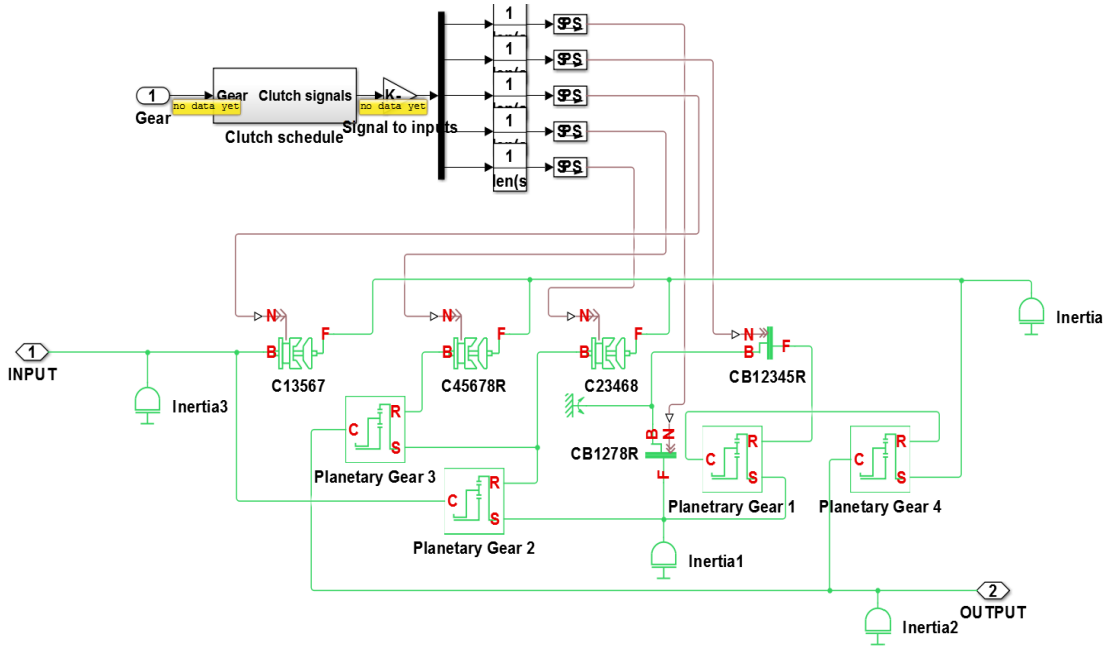 1
S PS
1
S PS
1
Gear
Clutch signals
K-
1
S PS
no data yet
no data yet
Gear
Signal to inputs
Clutch schedule
1
S PS
1
S PS
len(s
N
N
N
N
F
F
F
F
1
B
B
B
B
INPUT
C13567
C45678R
C23468
CB12345R
Inertia
Inertia3
R
C
S
Planetary Gear 3
B
N
CB1278R
F
R
C
S
Planetrary Gear 1
R
C
S
Planetary Gear 4
R
C
S
Planetary Gear 2
Inertia1
2
OUTPUT
Inertia2